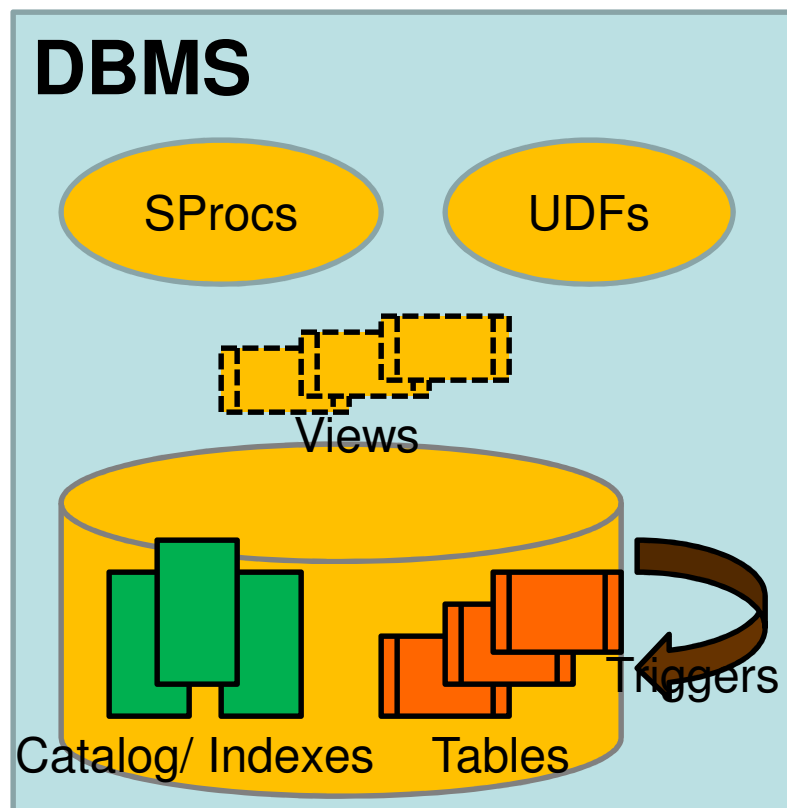 DBMS
SProcs
UDFs
Views
Triggers
Catalog/ Indexes
Tables